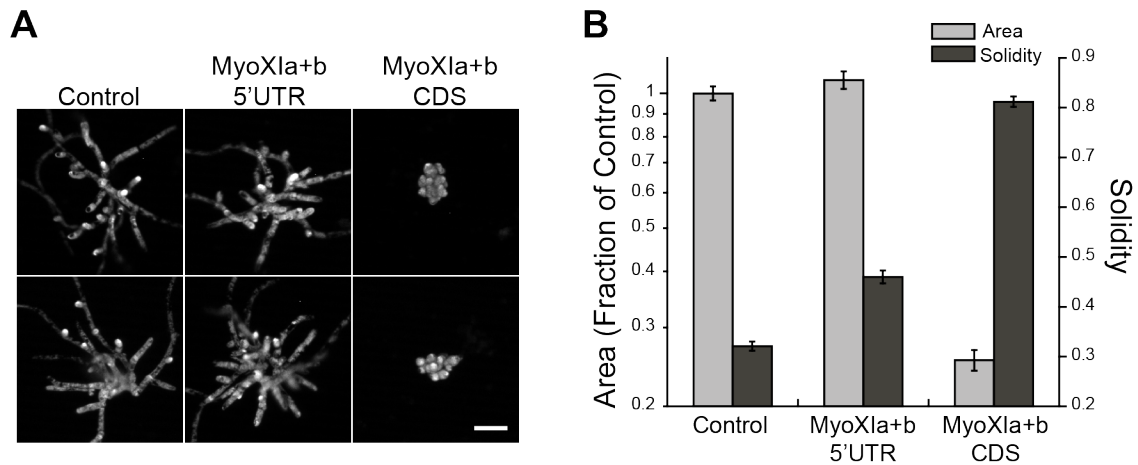 A
Control
MyoXIa+b
5'UTR
MyoXIa+b
CDS
B
Area
Solidity
Area (Fraction of Control)
1
0.9
0.8
0.7
0.6
0.5
0.4
0.3
0.2
0.9
0.8
0.7
0.6
0.5
0.4
0.3
0.2
Solidity
Control
MyoXIa+b
5'UTR
MyoXIa+b
CDS